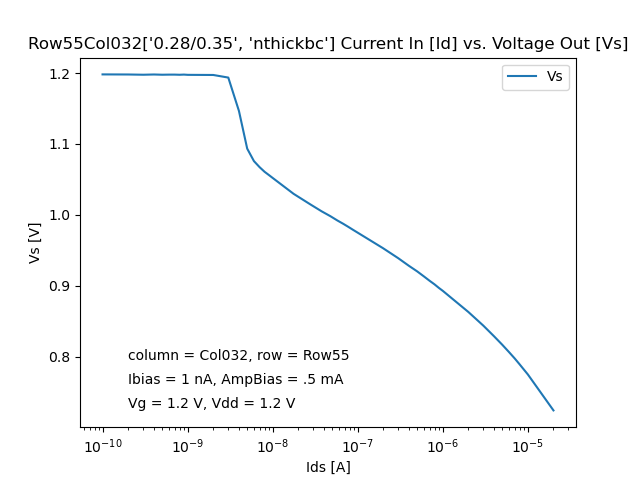 Row55Col032['0.28/0.35', 'nthickbc'] Current In [Id] vs. Voltage Out [Vs]
Vs
1.2
1.1
1.0
0.9
0.8
Vs [V]
column = Col032, row = Row55
Ibias = 1 nA, AmpBias = .5 mA
Vg = 1.2 V, Vdd = 1.2 V
10⁻¹⁰ 10⁻⁹ 10⁻⁸ 10⁻⁷ 10⁻⁶ 10⁻⁵
Ids [A]